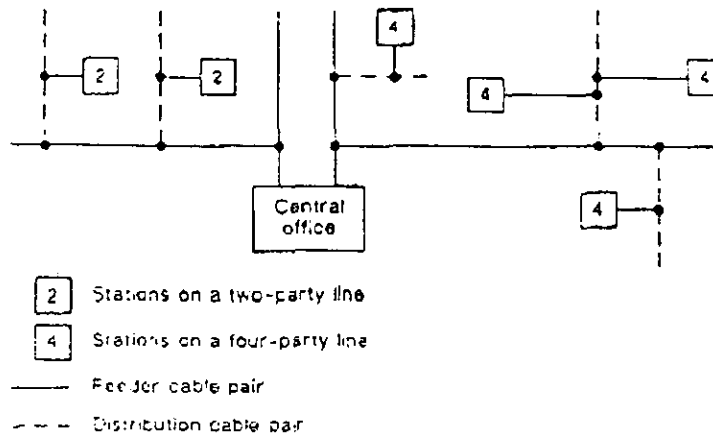 4
2
2
4
4
4
Central
office
2 Stations on a two-party line
4 Stations on a four-party line
Feeder cable pair
Distribution cable pair